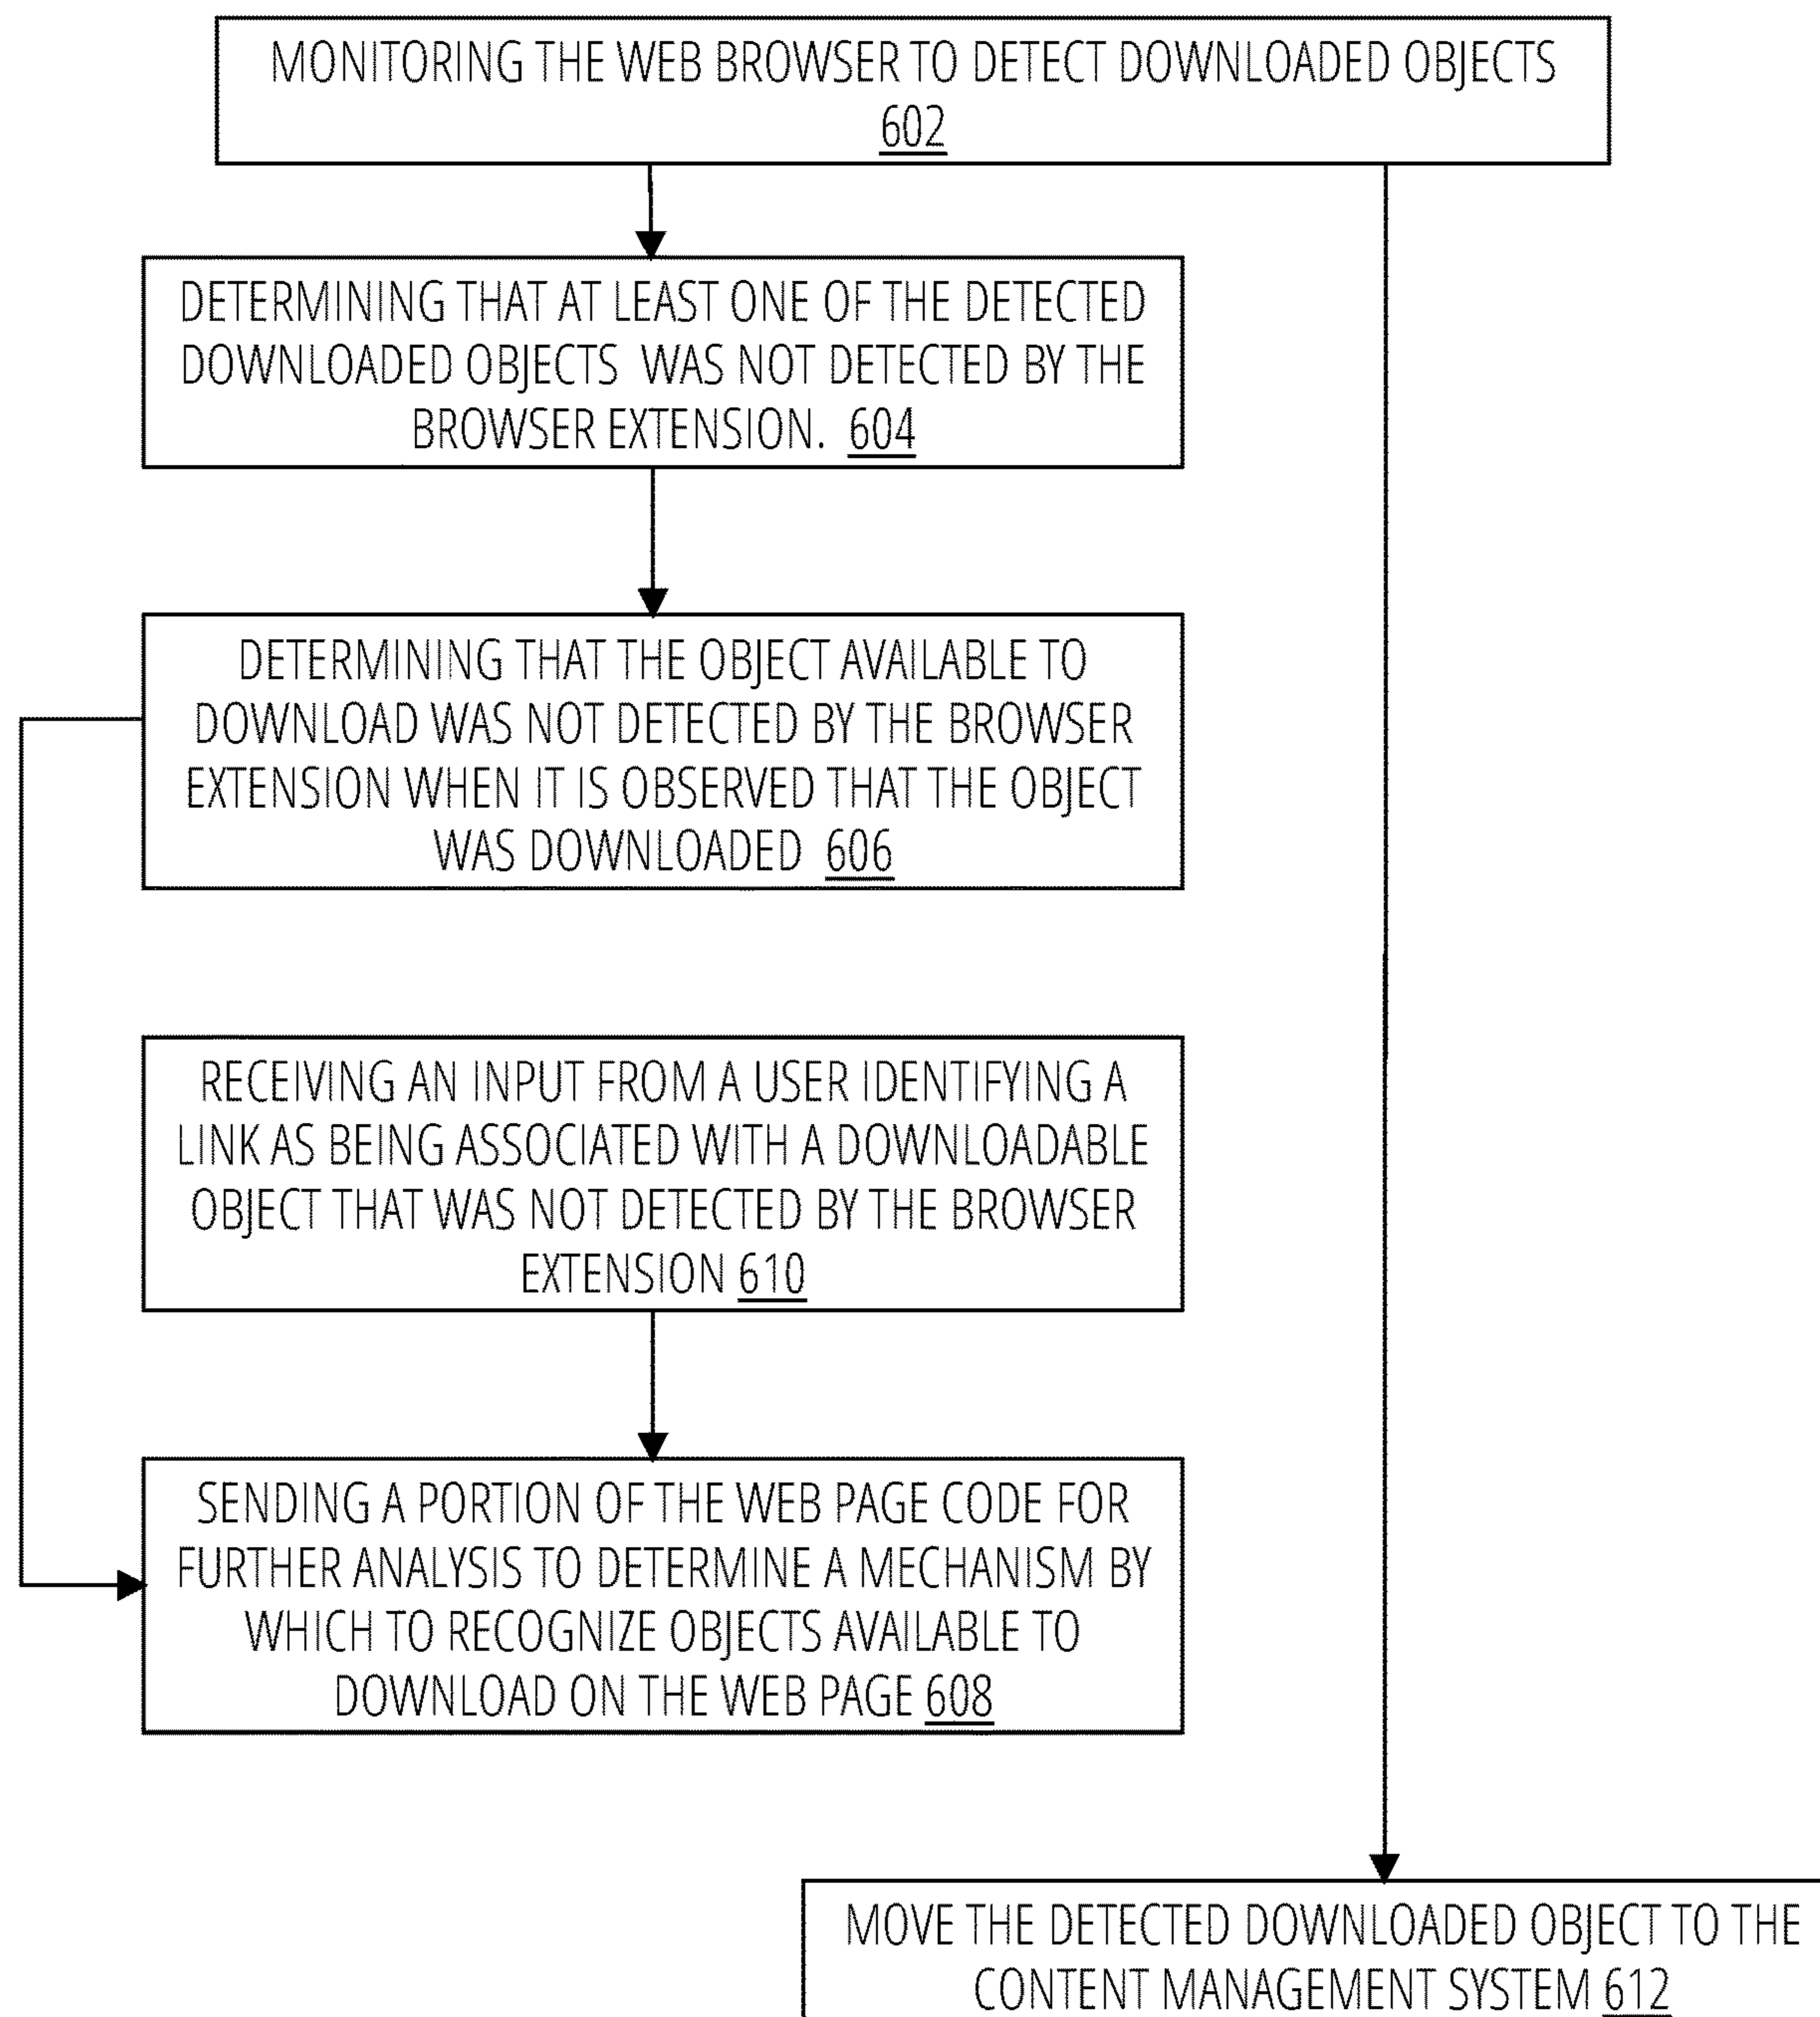 MONITORING THE WEB BROWSER TO DETECT DOWNLOADED OBJECTS
602
DETERMINING THAT AT LEAST ONE OF THE DETECTED
DOWNLOADED OBJECTS WAS NOT DETECTED BY THE
BROWSER EXTENSION. 604
DETERMINING THAT THE OBJECT AVAILABLE TO
DOWNLOAD WAS NOT DETECTED BY THE BROWSER
EXTENSION WHEN IT IS OBSERVED THAT THE OBJECT
WAS DOWNLOADED 606
RECEIVING AN INPUT FROM A USER IDENTIFYING A
LINK AS BEING ASSOCIATED WITH A DOWNLOADABLE
OBJECT THAT WAS NOT DETECTED BY THE BROWSER
EXTENSION 610
SENDING A PORTION OF THE WEB PAGE CODE FOR
FURTHER ANALYSIS TO DETERMINE A MECHANISM BY
WHICH TO RECOGNIZE OBJECTS AVAILABLE TO
DOWNLOAD ON THE WEB PAGE 608
MOVE THE DETECTED DOWNLOADED OBJECT TO THE
CONTENT MANAGEMENT SYSTEM 612